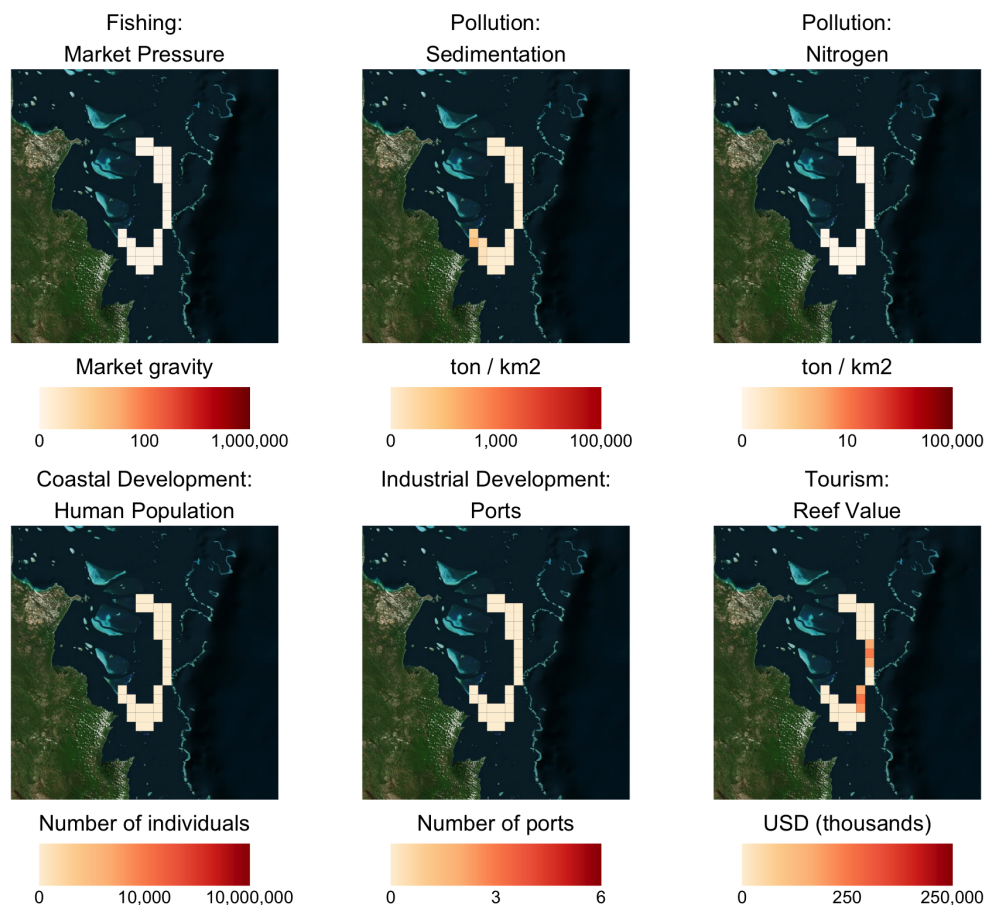 Fishing:
Market Pressure
Pollution:
Sedimentation
Pollution:
Nitrogen
Market gravity
0 100 1,000,000
ton / km2
0 1,000 100,000
ton / km2
0 10 100,000
Coastal Development:
Human Population
Industrial Development:
Ports
Tourism:
Reef Value
Number of individuals
0 10,000 10,000,000
Number of ports
0 3 6
USD (thousands)
0 250 250,000